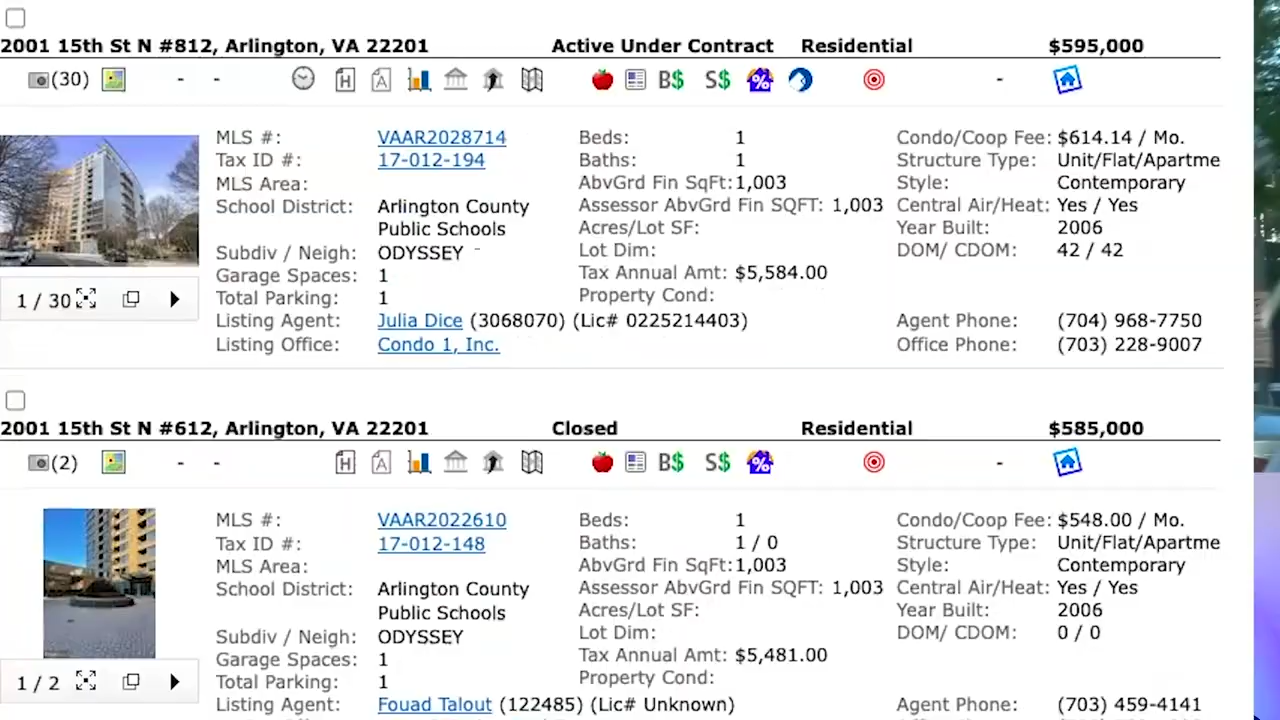 2001 15th St N #812, Arlington, VA 22201 Active Under Contract Residential $595,000
(30) - - H A B$ S$ % -
MLS #: VAAR2028714 Beds: 1 Condo/Coop Fee: $614.14 / Mo.
Tax ID #: 17-012-194 Baths: 1 Structure Type: Unit/Flat/Apartme
MLS Area: AbvGrd Fin SqFt: 1,003 Style: Contemporary
School District: Arlington County Assessor AbvGrd Fin SQFT: 1,003 Central Air/Heat: Yes / Yes
Public Schools Acres/Lot SF: Year Built: 2006
Subdiv / Neigh: ODYSSEY Lot Dim: DOM/ CDOM: 42 / 42
Garage Spaces: 1 Tax Annual Amt: $5,584.00
Total Parking: 1 Property Cond:
1 / 30
Listing Agent: Julia Dice (3068070) (Lic# 0225214403) Agent Phone: (704) 968-7750
Listing Office: Condo 1, Inc. Office Phone: (703) 228-9007
2001 15th St N #612, Arlington, VA 22201 Closed Residential $585,000
(2) - - H A B$ S$ % -
MLS #: VAAR2022610 Beds: 1 Condo/Coop Fee: $548.00 / Mo.
Tax ID #: 17-012-148 Baths: 1 / 0 Structure Type: Unit/Flat/Apartme
MLS Area: AbvGrd Fin SqFt: 1,003 Style: Contemporary
School District: Arlington County Assessor AbvGrd Fin SQFT: 1,003 Central Air/Heat: Yes / Yes
Public Schools Acres/Lot SF: Year Built: 2006
Subdiv / Neigh: ODYSSEY Lot Dim: DOM/ CDOM: 0 / 0
Garage Spaces: 1 Tax Annual Amt: $5,481.00
Total Parking: 1 Property Cond:
1 / 2
Listing Agent: Fouad Talout (122485) (Lic# Unknown) Agent Phone: (703) 459-4141